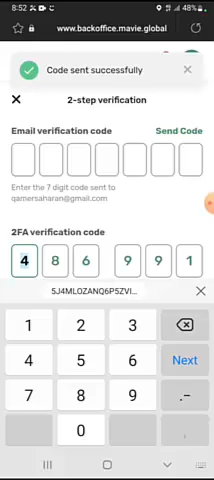 8:52
48%
www.backoffice.mavie.global
Code sent successfully
2-step verification
Email verification code Send Code
Enter the 7 digit code sent to
qamersaharan@gmail.com
2FA verification code
4 8 6 9 9 1
5J4MLOZANQ6P5ZVI...
1 2 3
4 5 6 Next
7 8 9 .-
0 ,